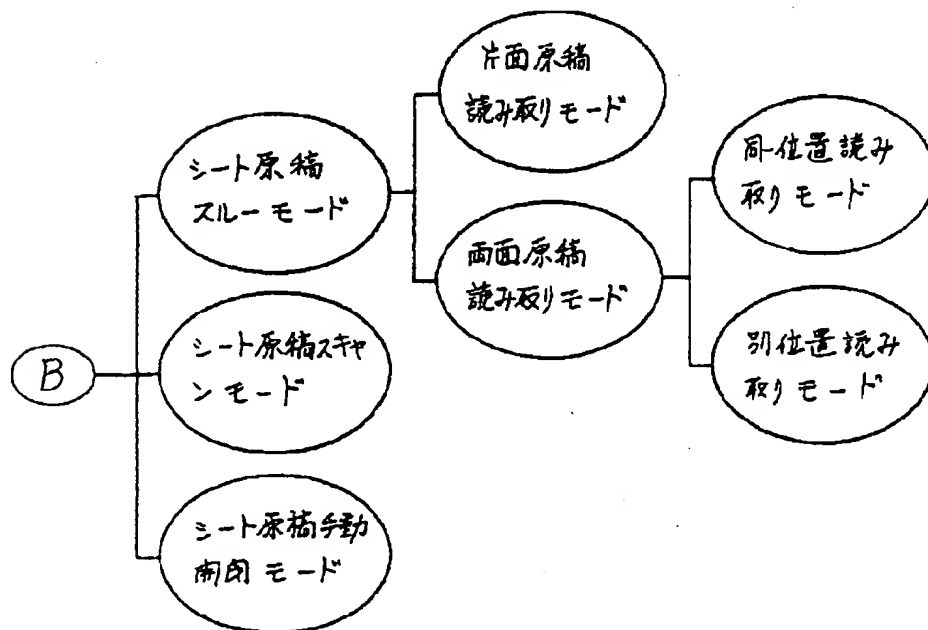 片面原稿
読み取りモード
シート原稿
スルーモード
両面原稿
読み取りモード
同一位置読み
取りモード
別位置読み
取りモード
B
シート原稿スキャ
ンモード
シート原稿手動
開閉モード